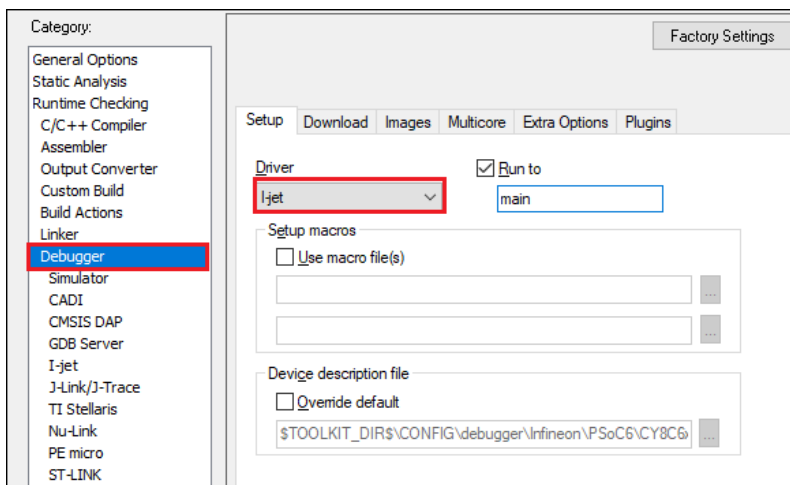 Category:
General Options
Static Analysis
Runtime Checking
C/C++ Compiler
Assembler
Output Converter
Custom Build
Build Actions
Linker
Debugger
Simulator
CADI
CMSIS DAP
GDB Server
I-jet
J-Link/J-Trace
TI Stellaris
Nu-Link
PE micro
ST-LINK
Factory Settings
Setup Download Images Multicore Extra Options Plugins
Driver
I-jet
Run to
main
Setup macros
Use macro file(s)
...
...
Device description file
Override default
$TOOLKIT_DIR$\CONFIG\debugger\Infineon\PSoC6\CY8C6
...